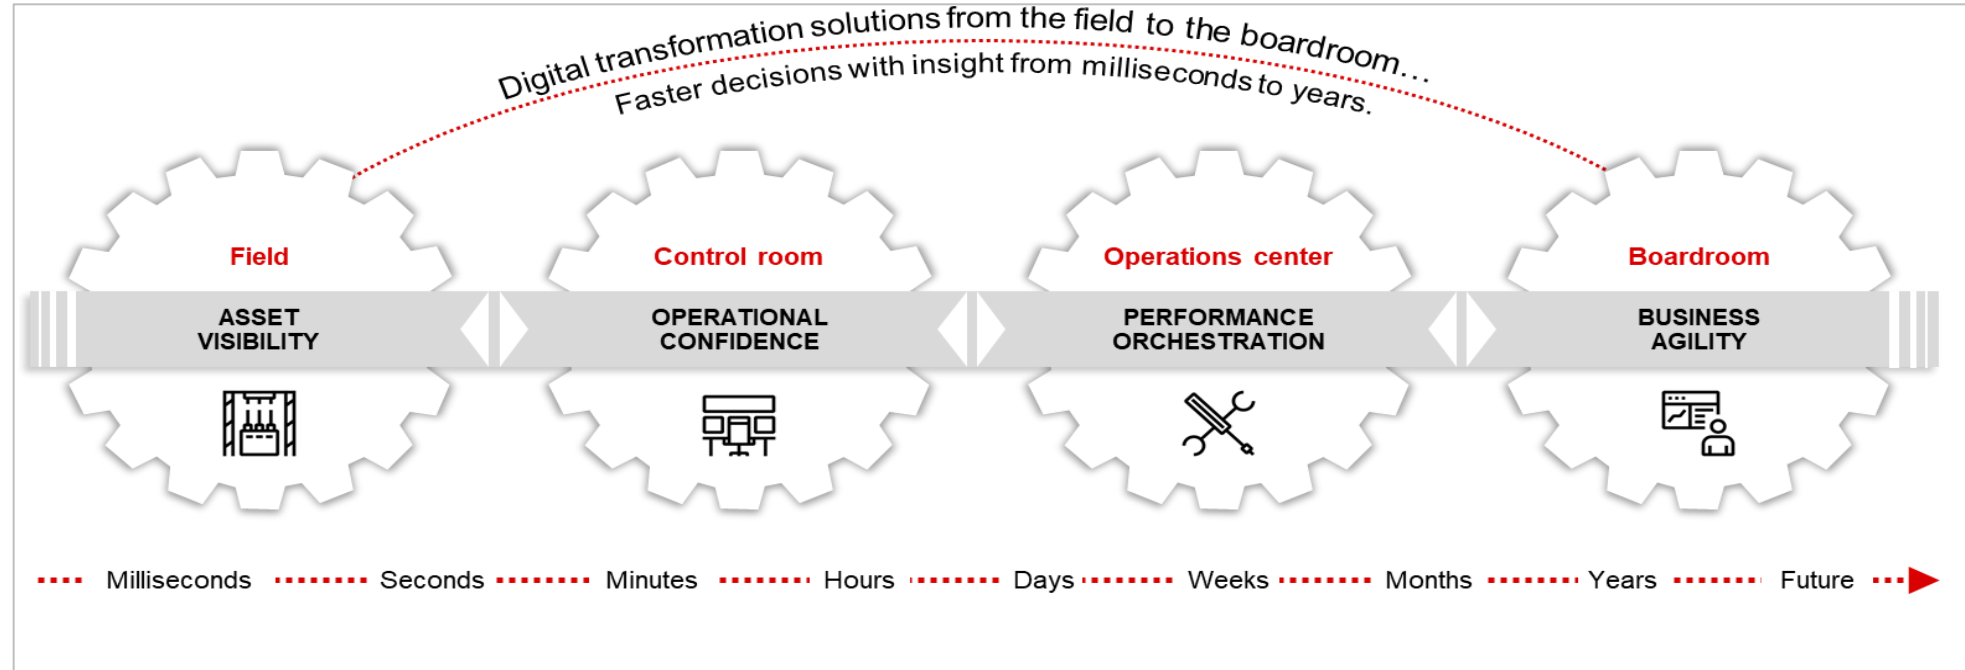 Digital transformation solutions from the field to the boardroom...
Faster decisions with insight from milliseconds to years.
Field
ASSET
VISIBILITY
Control room
OPERATIONAL
CONFIDENCE
Operations center
PERFORMANCE
ORCHESTRATION
Boardroom
BUSINESS
AGILITY
Milliseconds Seconds Minutes Hours Days Weeks Months Years Future